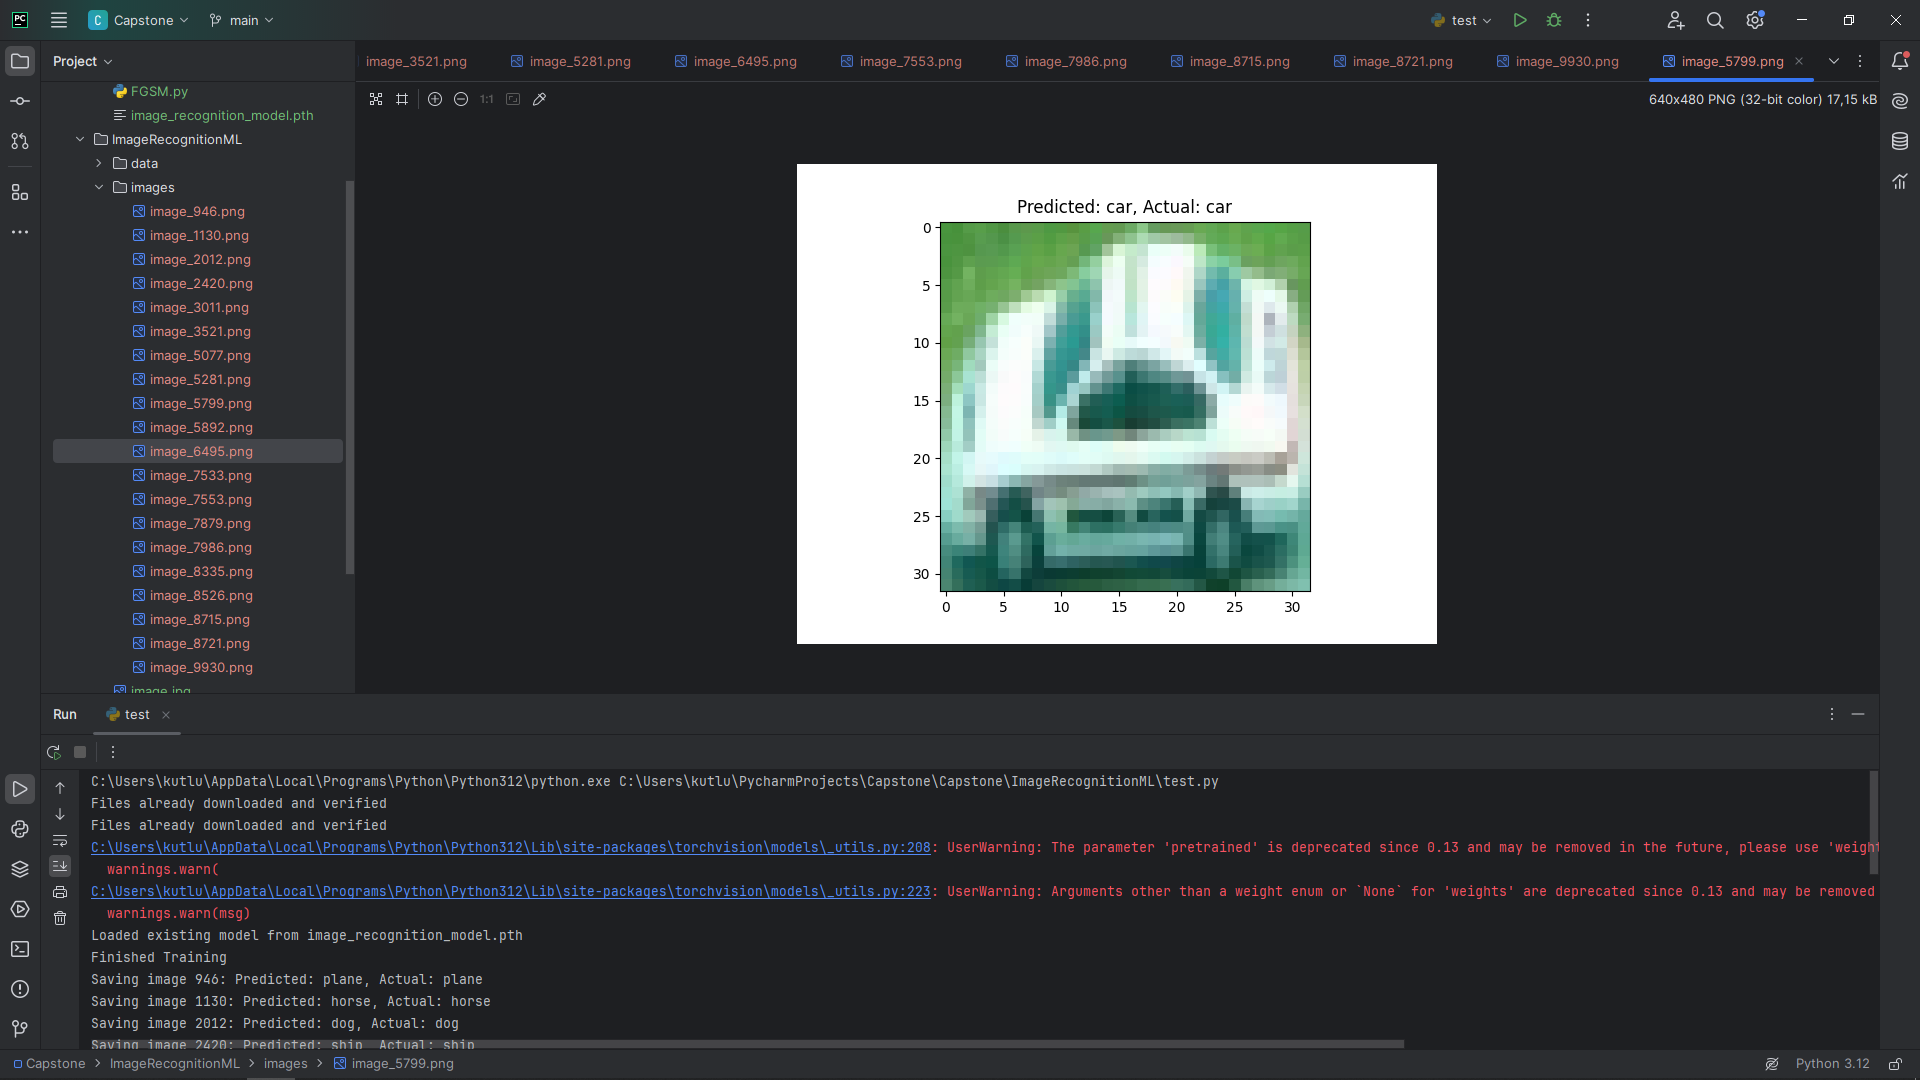 PC
C Capstone
main
test
Project
image_3521.png
image_5281.png
image_6495.png
image_7553.png
image_7986.png
image_8715.png
image_8721.png
image_9930.png
image_5799.png
1:1
640x480 PNG (32-bit color) 17,15 kB
FGSM.py
image_recognition_model.pth
ImageRecognitionML
data
images
image_946.png
image_1130.png
image_2012.png
image_2420.png
image_3011.png
image_3521.png
image_5077.png
image_5281.png
image_5799.png
image_5892.png
image_6495.png
image_7533.png
image_7553.png
image_7879.png
image_7986.png
image_8335.png
image_8526.png
image_8715.png
image_8721.png
image_9930.png
image.jpg
Predicted: car, Actual: car
0
5
10
15
20
25
30
0 5 10 15 20 25 30
Run
test
C:\Users\kutlu\AppData\Local\Programs\Python\Python312\python.exe C:\Users\kutlu\PycharmProjects\Capstone\Capstone\ImageRecognitionML\test.py
Files already downloaded and verified
Files already downloaded and verified
C:\Users\kutlu\AppData\Local\Programs\Python\Python312\Lib\site-packages\torchvision\models\_utils.py:208: UserWarning: The parameter 'pretrained' is deprecated since 0.13 and may be removed in the future, please use 'weight
warnings.warn(
C:\Users\kutlu\AppData\Local\Programs\Python\Python312\Lib\site-packages\torchvision\models\_utils.py:223: UserWarning: Arguments other than a weight enum or `None` for 'weights' are deprecated since 0.13 and may be removed
warnings.warn(msg)
Loaded existing model from image_recognition_model.pth
Finished Training
Saving image 946: Predicted: plane, Actual: plane
Saving image 1130: Predicted: horse, Actual: horse
Saving image 2012: Predicted: dog, Actual: dog
Saving image 2420: Predicted: ship, Actual: ship
Capstone > ImageRecognitionML > images > image_5799.png
Python 3.12